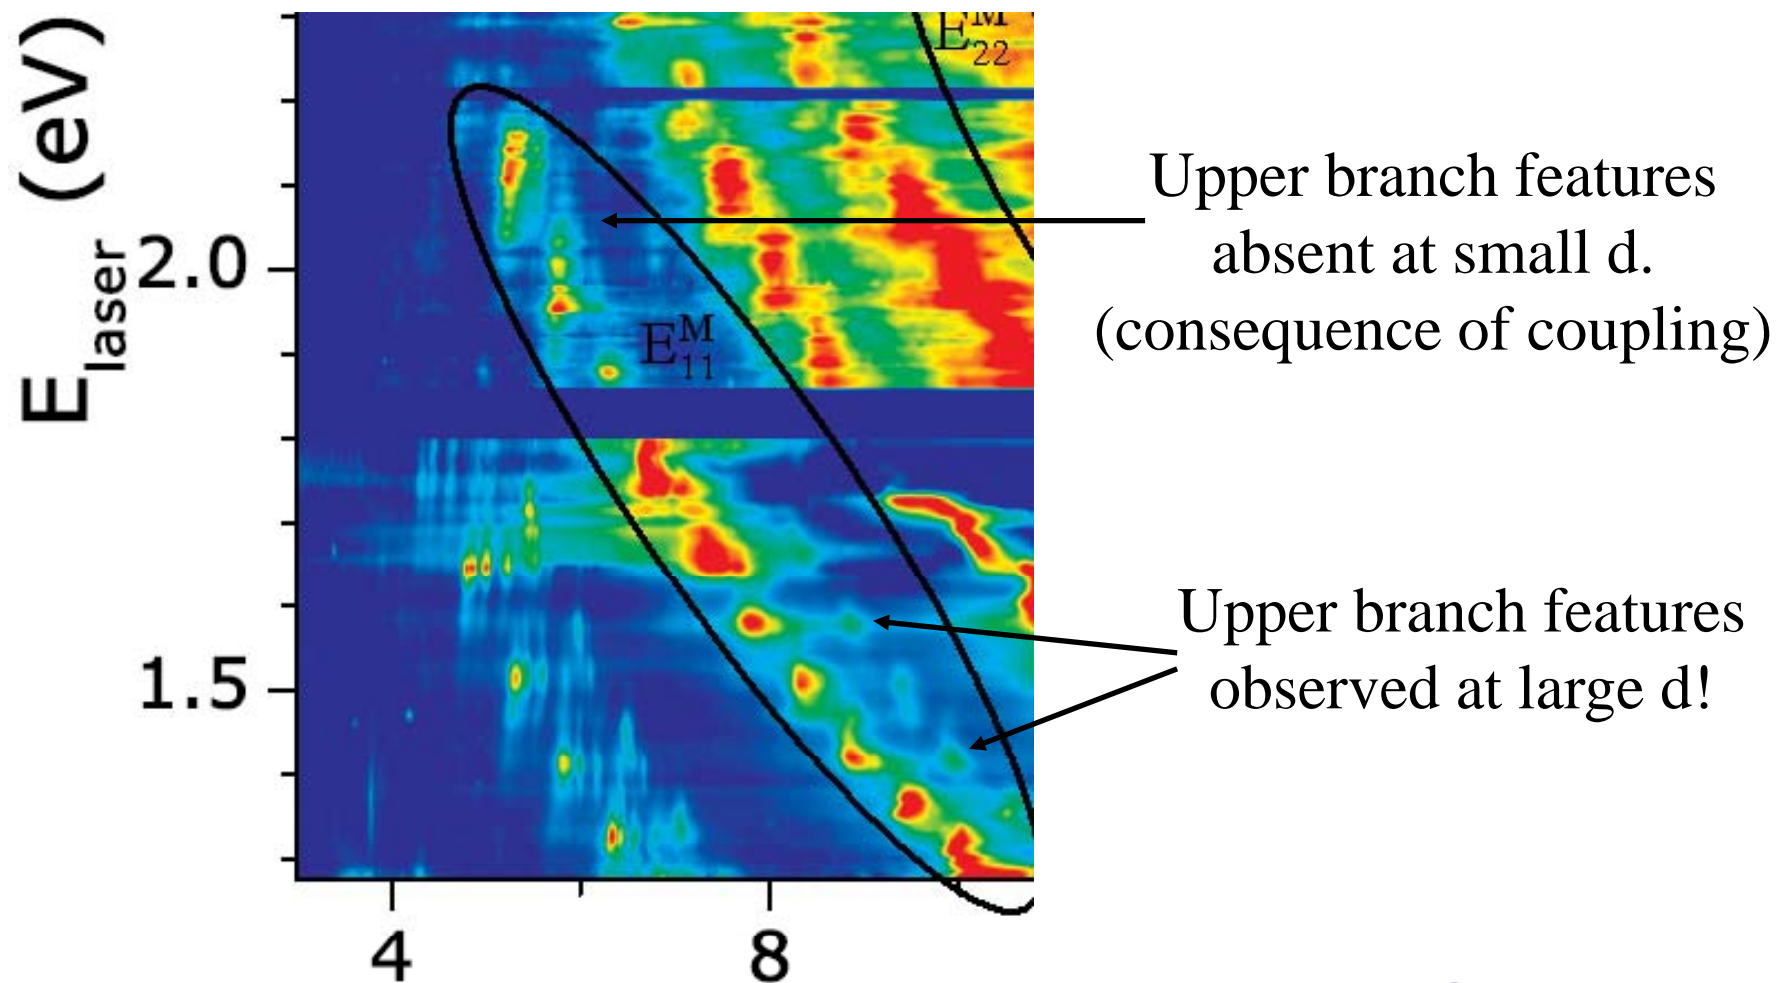 E_laser (eV)
2.0
1.5
4
8
E^M_22
E^M_11
Upper branch features
absent at small d.
(consequence of coupling)
Upper branch features
observed at large d!